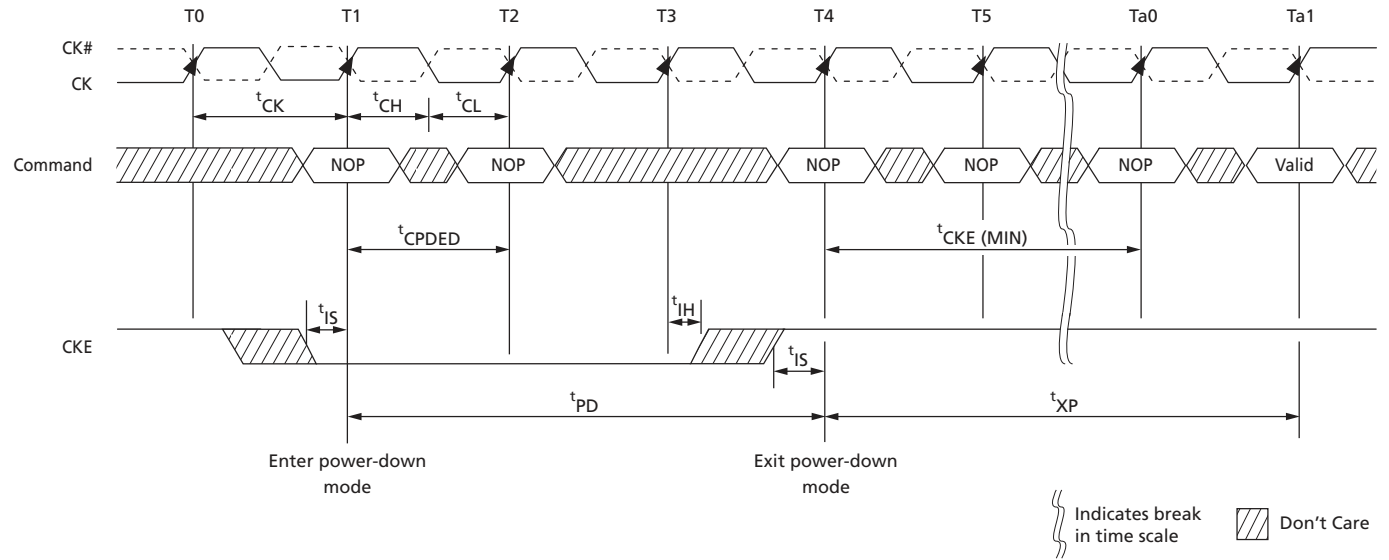 T0 T1 T2 T3 T4 T5 Ta0 Ta1
CK#
CK
tCK tCH tCL
Command NOP NOP NOP NOP NOP Valid
tCPDED tCKE (MIN)
tIS tIH
CKE
tIS
tPD tXP
Enter power-down
mode
Exit power-down
mode
Indicates break
in time scale
Don't Care